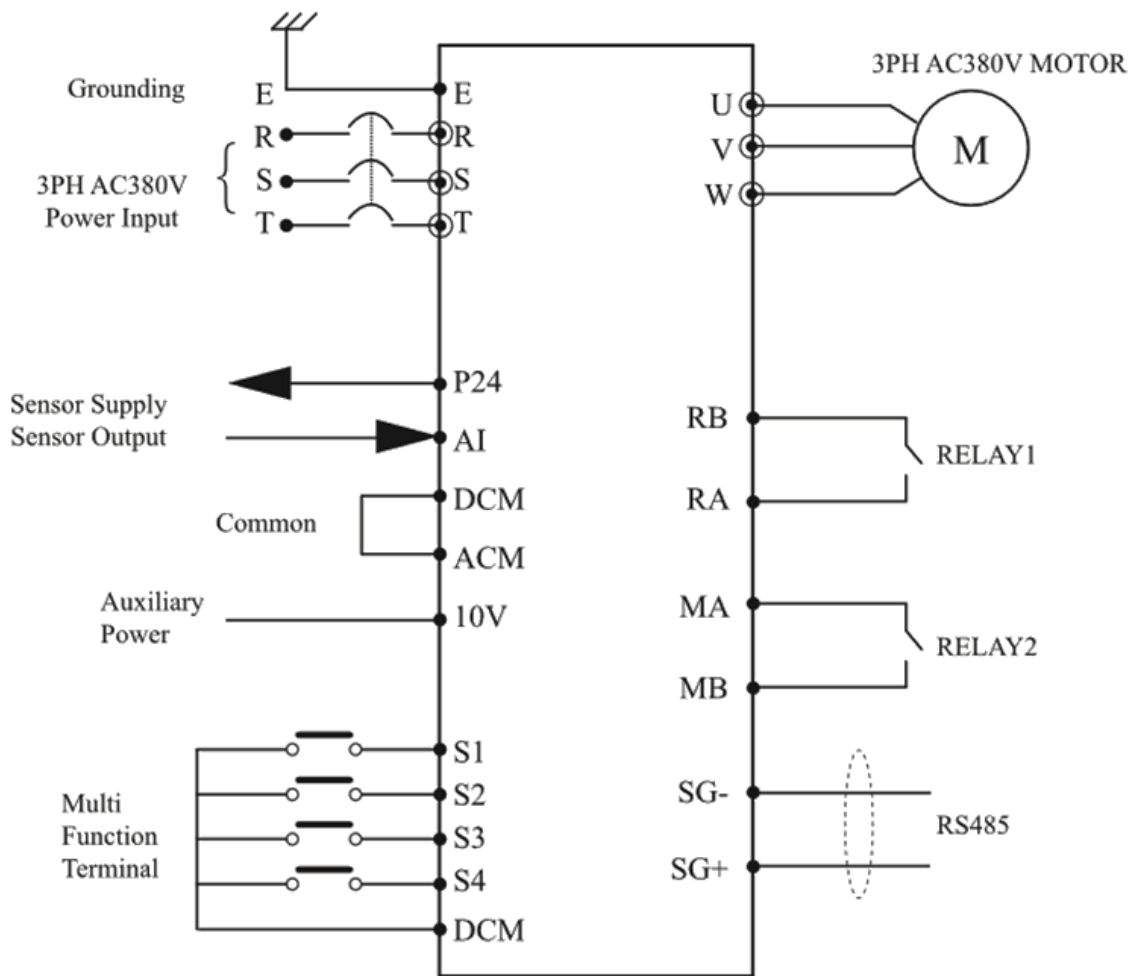 3PH AC380V MOTOR
Grounding
E
E
R
R
S
S
T
T
3PH AC380V
Power Input
U
V
W
M
Sensor Supply
Sensor Output
P24
AI
Common
DCM
ACM
Auxiliary
Power
10V
Multi
Function
Terminal
S1
S2
S3
S4
DCM
RB
RA
RELAY1
MA
MB
RELAY2
SG-
SG+
RS485